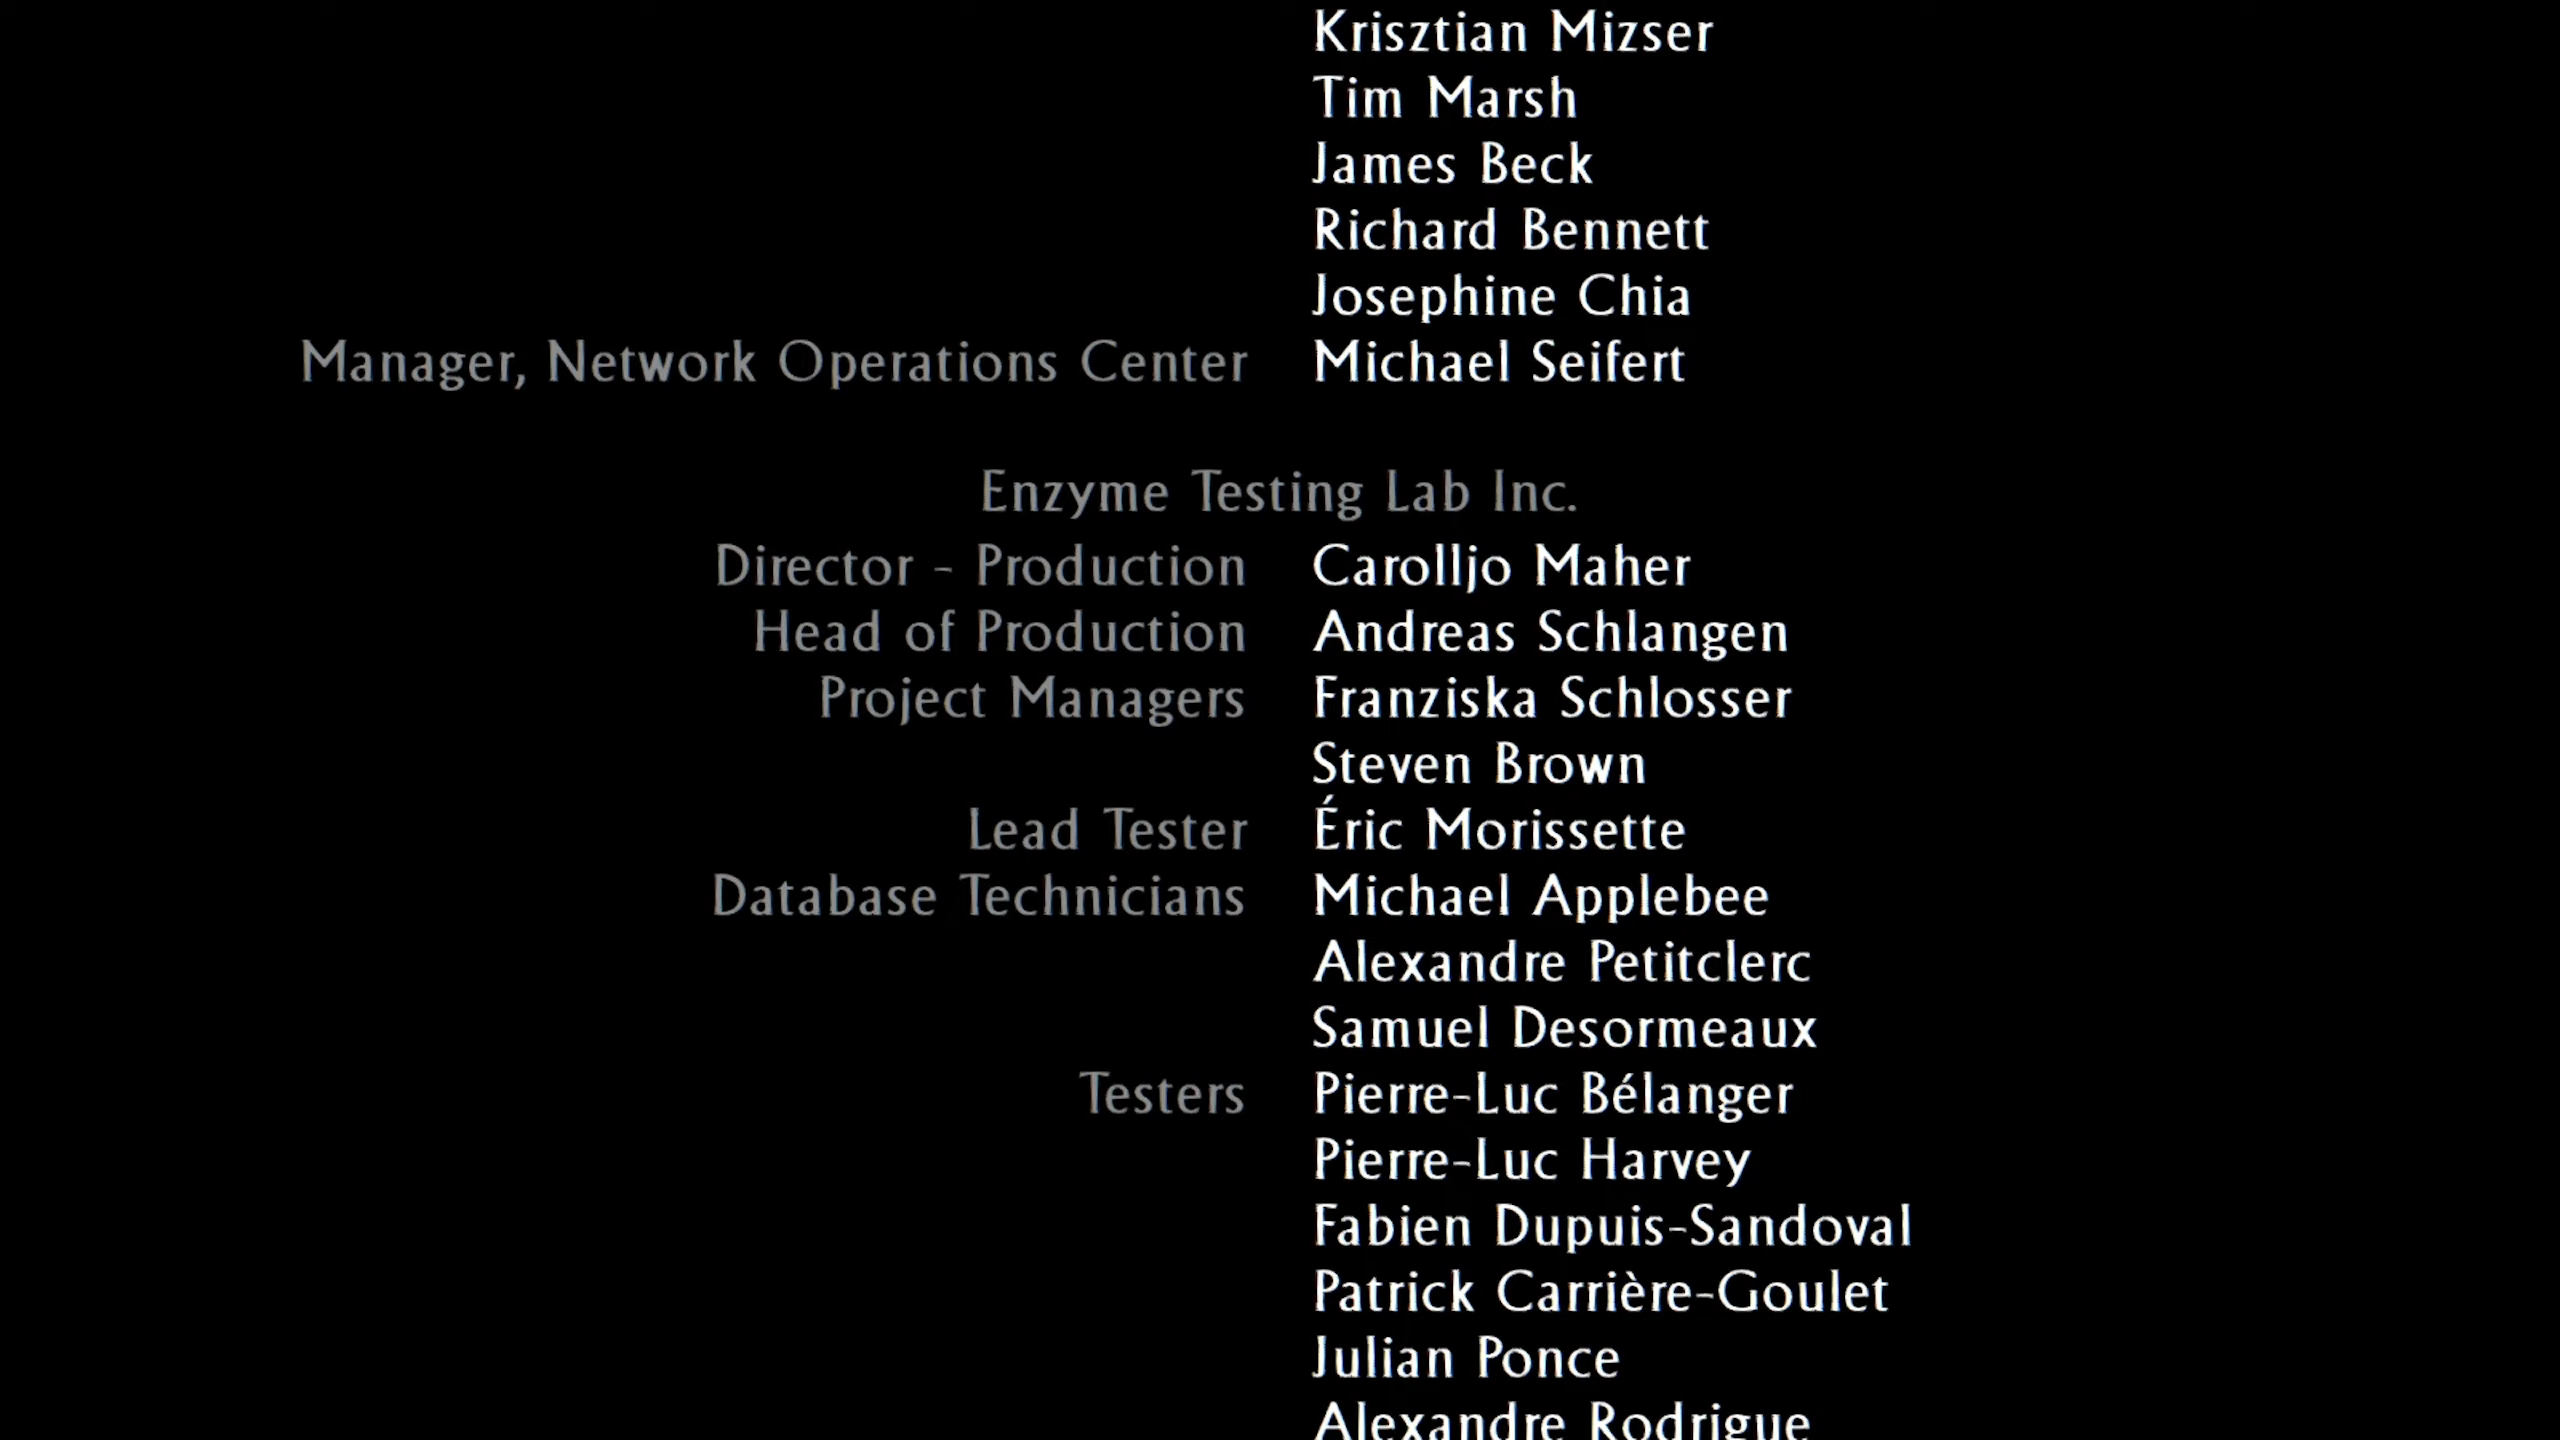 Krisztian Mizser
Tim Marsh
James Beck
Richard Bennett
Josephine Chia
Manager, Network Operations Center Michael Seifert
Enzyme Testing Lab Inc.
Director - Production Carolljo Maher
Head of Production Andreas Schlangen
Project Managers Franziska Schlosser
Steven Brown
Lead Tester Éric Morissette
Database Technicians Michael Applebee
Alexandre Petitclerc
Samuel Desormeaux
Testers Pierre-Luc Bélanger
Pierre-Luc Harvey
Fabien Dupuis-Sandoval
Patrick Carrière-Goulet
Julian Ponce
Alexandre Rodrigue